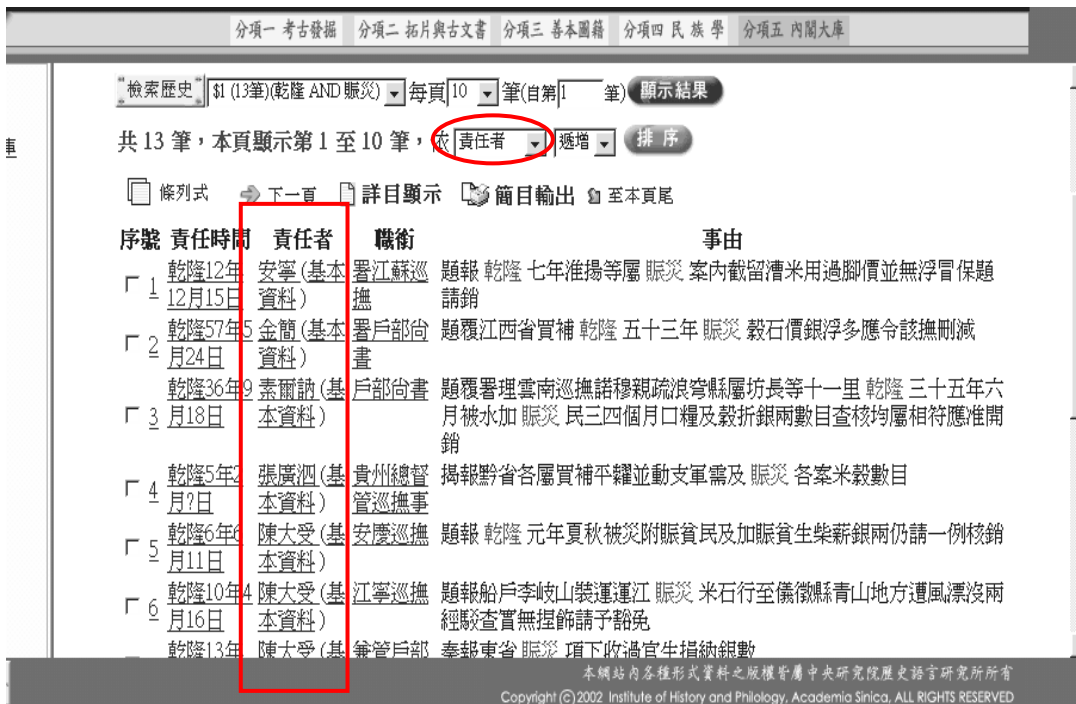 分項一 考古發掘 分項二 拓片與古文書 分項三 善本圖籍 分項四 民 族 學 分項五 內閣大庫
檢索歷史 $1 (13筆)(乾隆 AND 賑災) 每頁 10 筆(自第 1 筆) 顯示結果
庫
共 13 筆，本頁顯示第 1 至 10 筆，依 責任者 遞增 排 序
條列式 下一頁 詳目顯示 簡目輸出 至本頁尾
序號 責任時間 責任者 職銜 事由
1 乾隆12年 安寧 (基本 署江蘇巡 題報 乾隆 七年淮揚等屬 賑災 案內截留漕米用過腳價並無浮冒保題
12月15日 資料) 撫 請銷
2 乾隆57年5 金簡 (基本 署戶部尚 題覆江西省買補 乾隆 五十三年 賑災 穀石價銀浮多應令該撫刪減
月24日 資料) 書
乾隆36年9 素爾訥 (基 戶部尚書 題覆署理雲南巡撫諾穆親疏浪穹縣屬坊長等十一里 乾隆 三十五年六
3 月18日 本資料) 月被水加 賑災 民三四個月口糧及穀折銀兩數目查核均屬相符應准開
銷
4 乾隆5年2 張廣泗 (基 貴州總督 揭報黔省各屬買補平糶並動支軍需及 賑災 各案米穀數目
月?日 本資料) 管巡撫事
5 乾隆6年6 陳大受 (基 安慶巡撫 題報 乾隆 元年夏秋被災附賑貧民及加賑貧生柴薪銀兩仍請一例核銷
月11日 本資料)
6 乾隆10年4 陳大受 (基 江寧巡撫 題報船戶李岐山裝運運江 賑災 米石行至儀徵縣青山地方遭風漂沒兩
月16日 本資料) 經駁查實無捏飾請予豁免
乾隆13年 陳大受 (基 兼管戶部 奏報東省 賑災 項下收過官生捐納銀數
本網站內各種形式資料之版權皆屬中央研究院歷史語言研究所所有
Copyright ©2002 Institute of History and Philology, Academia Sinica, ALL RIGHTS RESERVED